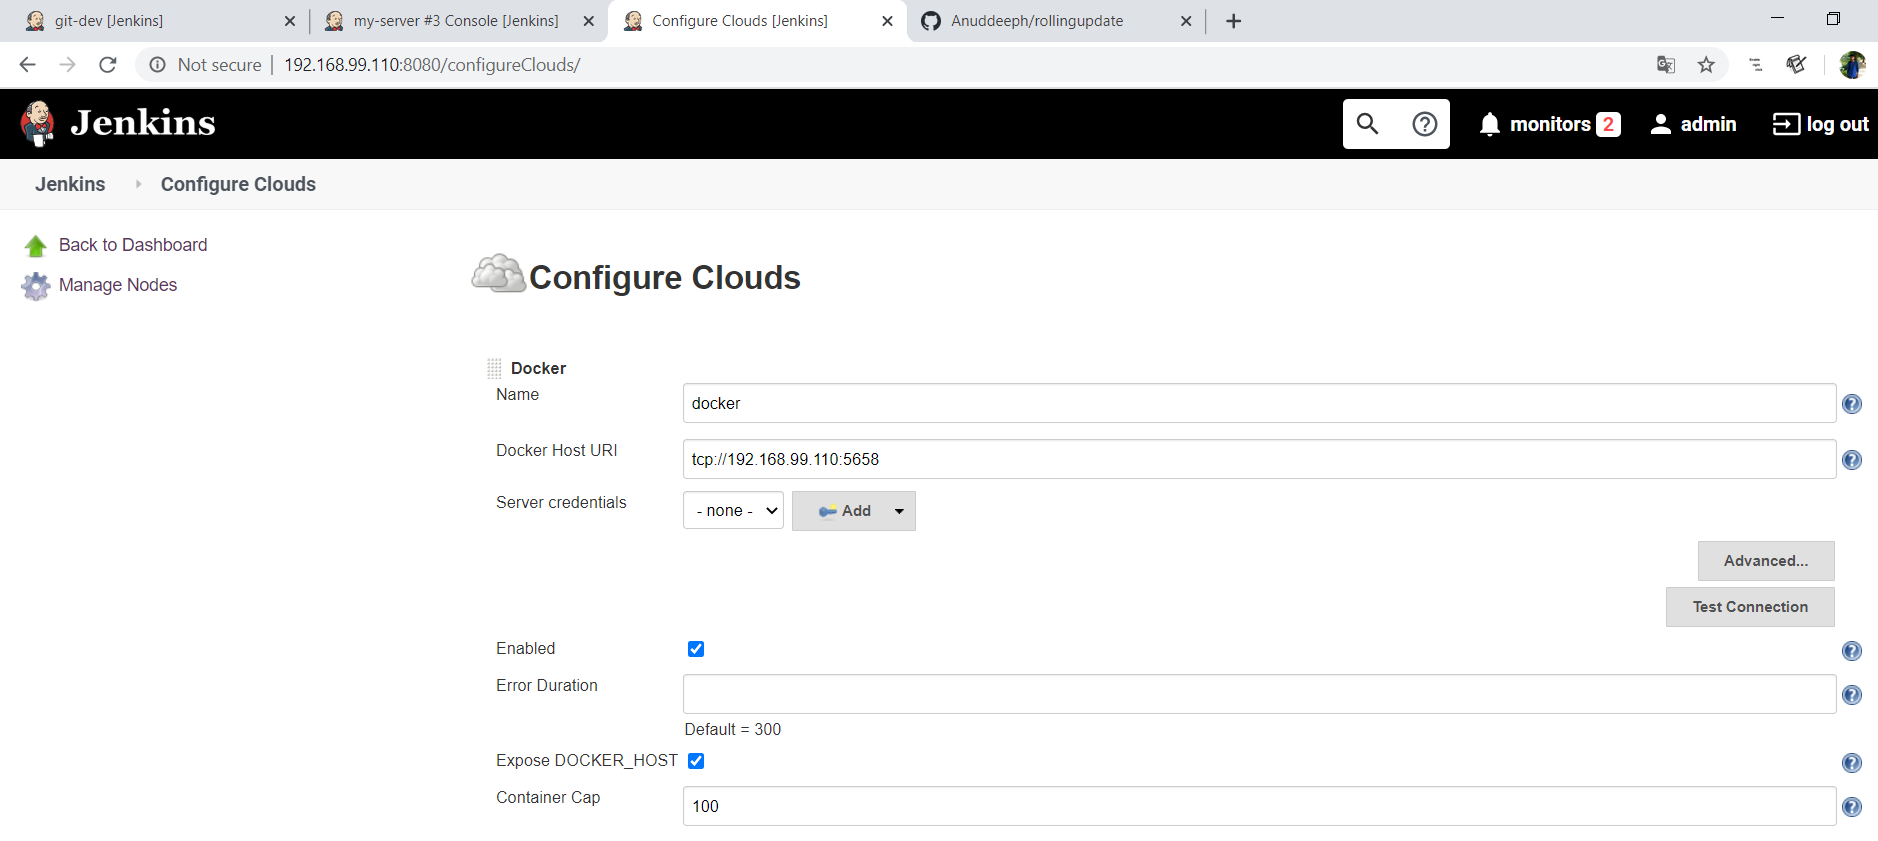 git-dev [Jenkins]
my-server #3 Console [Jenkins]
Configure Clouds [Jenkins]
Anuddeeph/rollingupdate
Not secure
192.168.99.110:8080/configureClouds/
Jenkins
monitors 2
admin
log out
Jenkins
Configure Clouds
Back to Dashboard
Manage Nodes
Configure Clouds
Docker
Name
docker
Docker Host URI
tcp://192.168.99.110:5658
Server credentials
- none -
Add
Advanced...
Test Connection
Enabled
Error Duration
Default = 300
Expose DOCKER_HOST
Container Cap
100